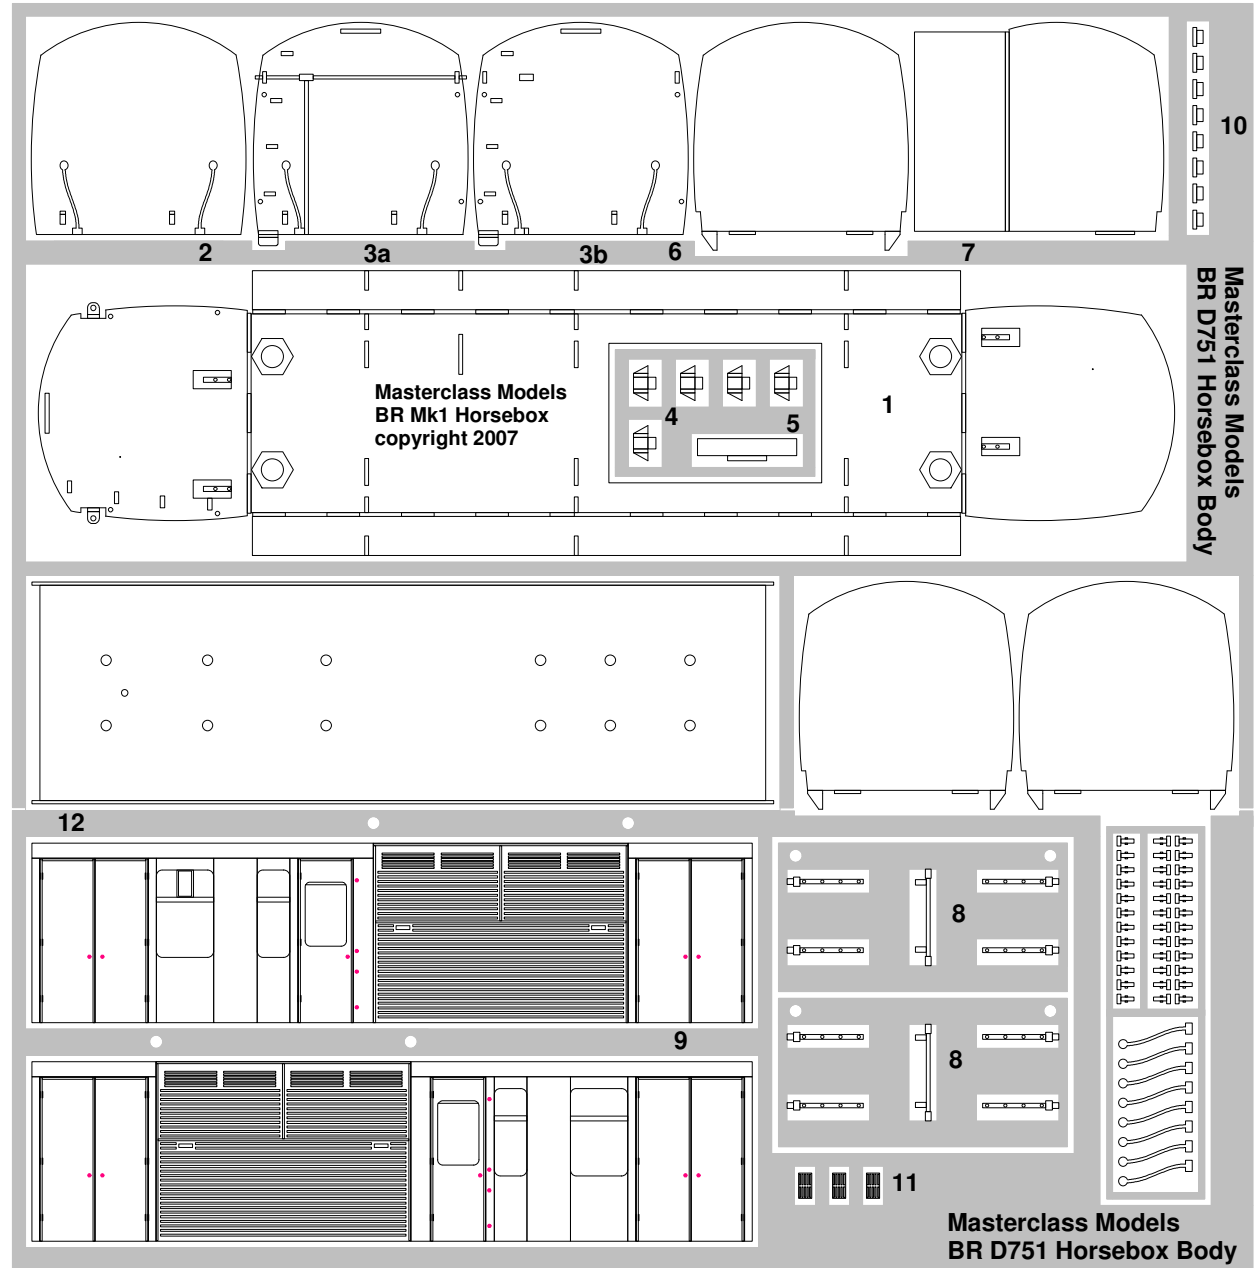 10
2
3a
3b
6
7
Masterclass Models
BR D751 Horsebox Body
Masterclass Models
BR Mk1 Horsebox
copyright 2007
4
5
1
12
8
9
8
11
Masterclass Models
BR D751 Horsebox Body